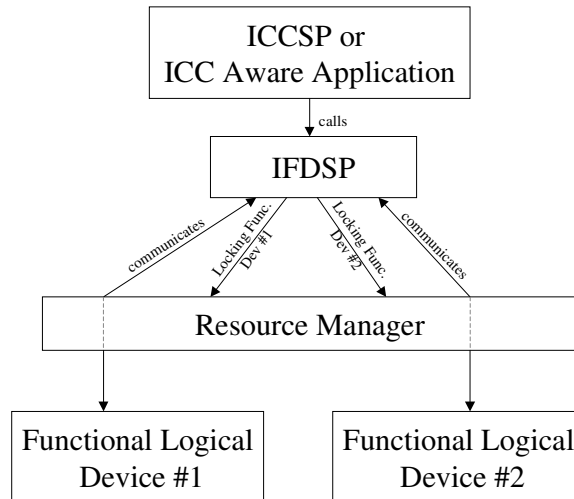 ICCSP or
ICC Aware Application
calls
IFDSP
communicates
Locking Func.
Dev #1
Locking Func.
Dev #2
communicates
Resource Manager
Functional Logical
Device #1
Functional Logical
Device #2